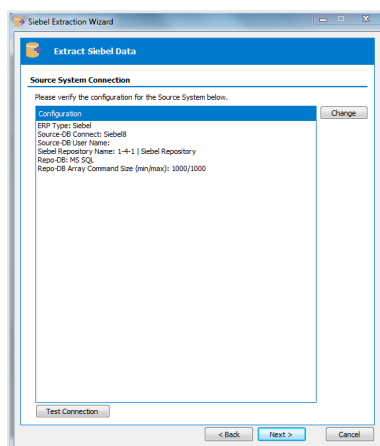 Siebel Extraction Wizard
Extract Siebel Data
Source System Connection
Please verify the configuration for the Source System below.
Configuration
Change
ERP Type: Siebel
Source-DB Connect: Siebel8
Source-DB User Name:
Siebel Repository Name: 1-4-1 | Siebel Repository
Repo-DB: MS SQL
Repo-DB Array Command Size (min/max): 1000/1000
Test Connection
< Back
Next >
Cancel